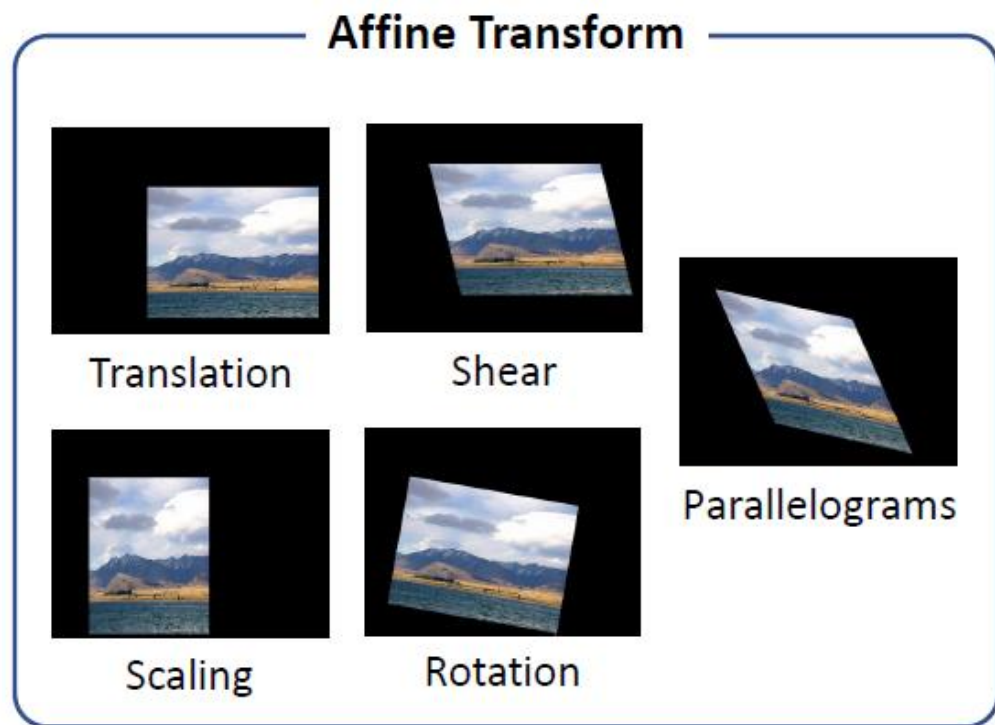 Affine Transform
Translation
Shear
Parallelograms
Scaling
Rotation